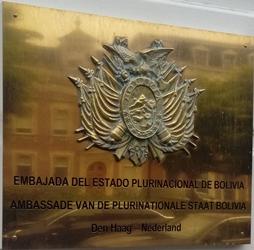 EMBAJADA DEL ESTADO PLURINACIONAL DE BOLIVIA
AMBASSADE VAN DE PLURINATIONALE STAAT BOLIVIA
Den Haag - Nederland